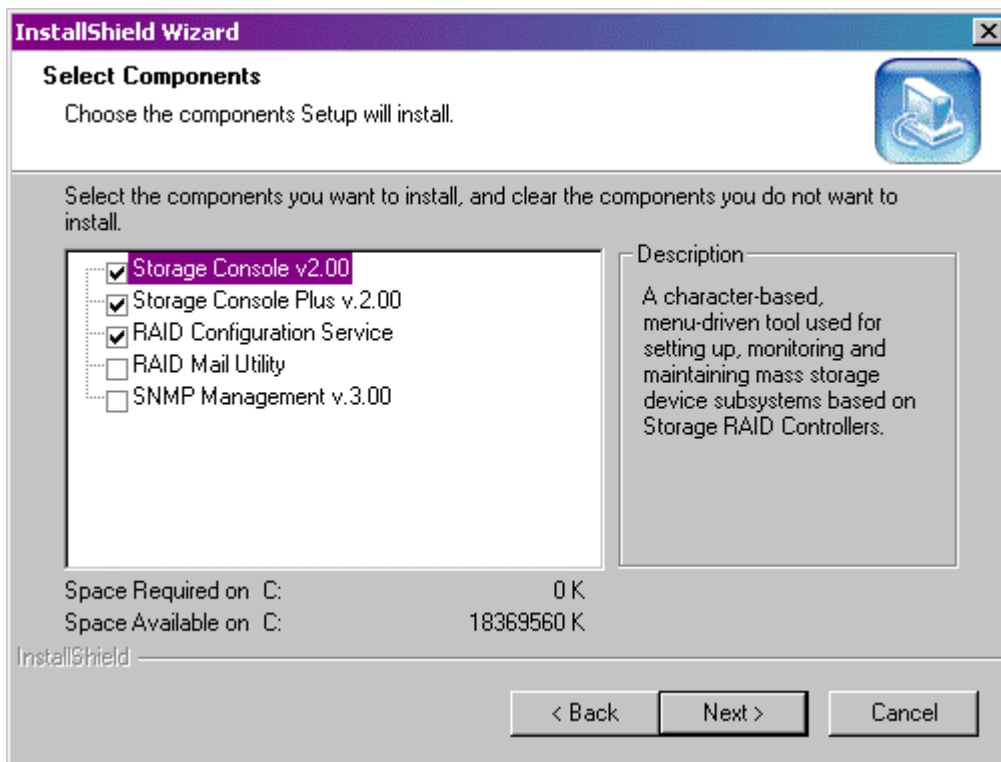 InstallShield Wizard
Select Components
Choose the components Setup will install.
Select the components you want to install, and clear the components you do not want to
install.
Storage Console v2.00
Storage Console Plus v.2.00
RAID Configuration Service
RAID Mail Utility
SNMP Management v.3.00
Description
A character-based,
menu-driven tool used for
setting up, monitoring and
maintaining mass storage
device subsystems based on
Storage RAID Controllers.
Space Required on C: 0 K
Space Available on C: 18369560 K
InstallShield
< Back
Next >
Cancel